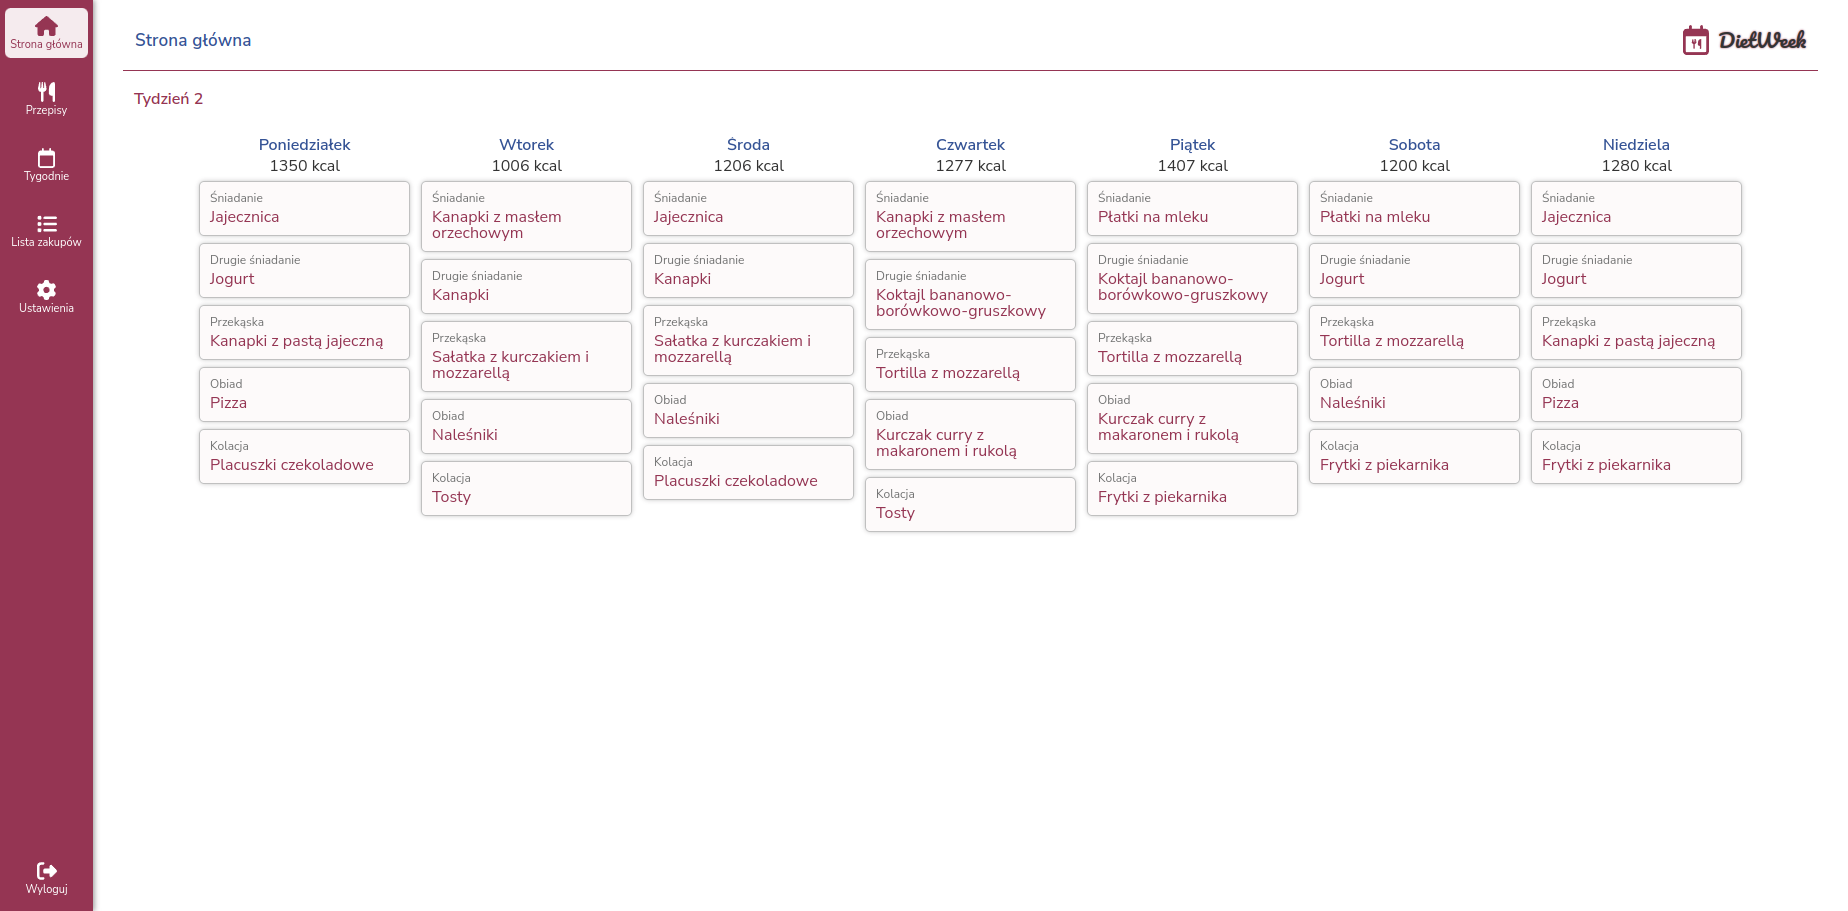 Strona główna
Przepisy
Tygodnie
Lista zakupów
Ustawienia
Wyloguj
Strona główna
DietWeek
Tydzień 2
Poniedziałek
1350 kcal
Śniadanie
Jajecznica
Drugie śniadanie
Jogurt
Przekąska
Kanapki z pastą jajeczną
Obiad
Pizza
Kolacja
Placuszki czekoladowe
Wtorek
1006 kcal
Śniadanie
Kanapki z masłem
orzechowym
Drugie śniadanie
Kanapki
Przekąska
Sałatka z kurczakiem i
mozzarellą
Obiad
Naleśniki
Kolacja
Tosty
Środa
1206 kcal
Śniadanie
Jajecznica
Drugie śniadanie
Kanapki
Przekąska
Sałatka z kurczakiem i
mozzarellą
Obiad
Naleśniki
Kolacja
Placuszki czekoladowe
Czwartek
1277 kcal
Śniadanie
Kanapki z masłem
orzechowym
Drugie śniadanie
Koktajl bananowo-
borówkowo-gruszkowy
Przekąska
Tortilla z mozzarellą
Obiad
Kurczak curry z
makaronem i rukolą
Kolacja
Tosty
Piątek
1407 kcal
Śniadanie
Płatki na mleku
Drugie śniadanie
Koktajl bananowo-
borówkowo-gruszkowy
Przekąska
Tortilla z mozzarellą
Obiad
Kurczak curry z
makaronem i rukolą
Kolacja
Frytki z piekarnika
Sobota
1200 kcal
Śniadanie
Płatki na mleku
Drugie śniadanie
Jogurt
Przekąska
Tortilla z mozzarellą
Obiad
Naleśniki
Kolacja
Frytki z piekarnika
Niedziela
1280 kcal
Śniadanie
Jajecznica
Drugie śniadanie
Jogurt
Przekąska
Kanapki z pastą jajeczną
Obiad
Pizza
Kolacja
Frytki z piekarnika